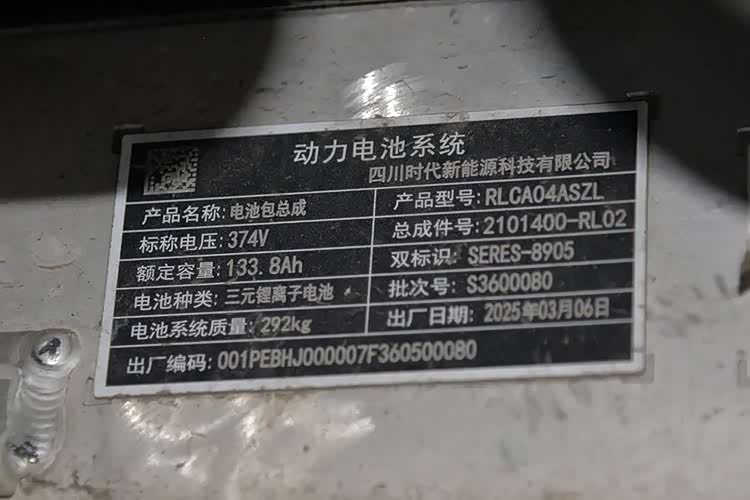 动力电池系统
四川时代新能源科技有限公司
产品名称: 电池包总成
产品型号: RLCA04ASZL
标称电压: 374V
总成件号: 2101400-RL02
额定容量: 133.8Ah
双标识: SERES-8905
电池种类: 三元锂离子电池
批次号: S3600080
电池系统质量: 292kg
出厂日期: 2025年03月06日
出厂编码: 001PEBHJ000007F360500080